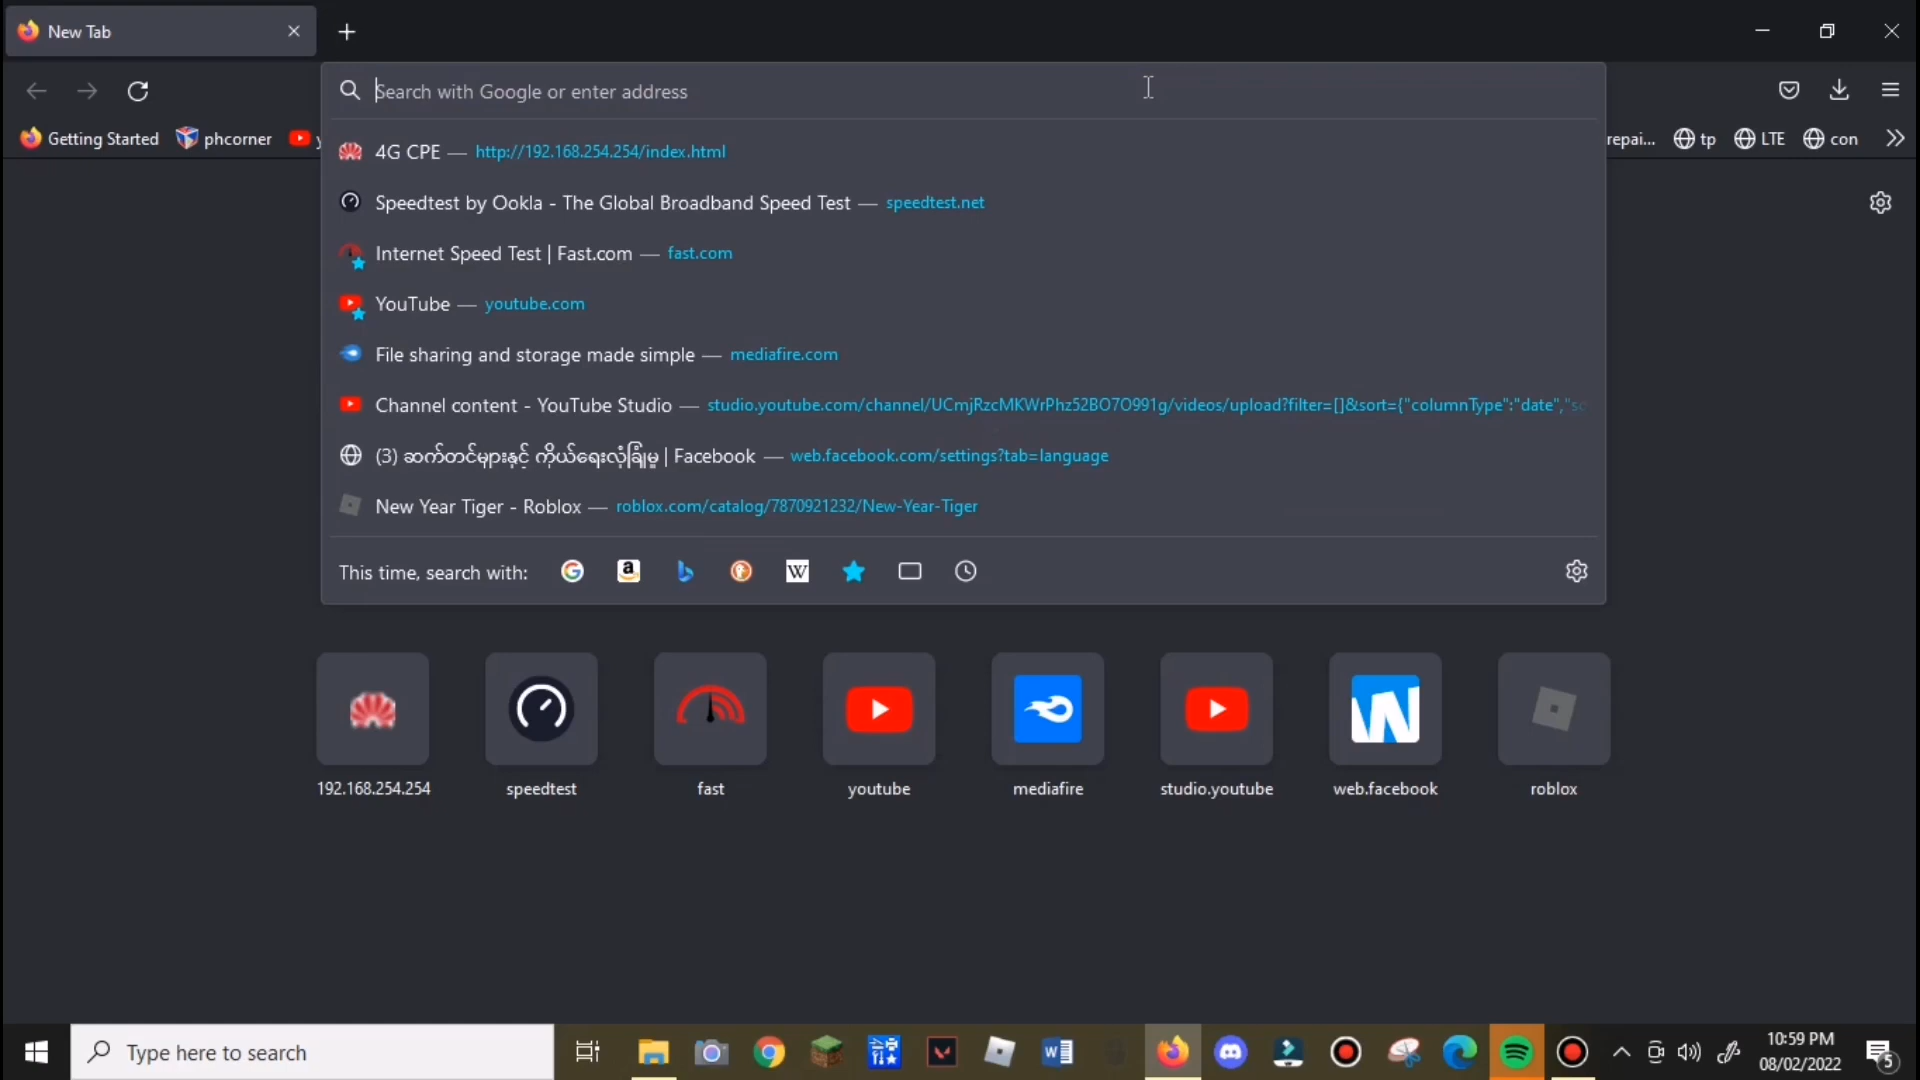 New Tab
Search with Google or enter address
Getting Started phcorner repai... tp LTE con
4G CPE — http://192.168.254.254/index.html
Speedtest by Ookla - The Global Broadband Speed Test — speedtest.net
Internet Speed Test | Fast.com — fast.com
YouTube — youtube.com
File sharing and storage made simple — mediafire.com
Channel content - YouTube Studio — studio.youtube.com/channel/UCmjRzcMKWrPhz52BO7O991g/videos/upload?filter=[]&sort={"columnType":"date","sc
(3) ဆက်တင်များနှင့် ကိုယ်ရေးလုံခြုံမှု | Facebook — web.facebook.com/settings?tab=language
New Year Tiger - Roblox — roblox.com/catalog/7870921232/New-Year-Tiger
This time, search with:
192.168.254.254 speedtest fast youtube mediafire studio.youtube web.facebook roblox
Type here to search
10:59 PM
08/02/2022
5